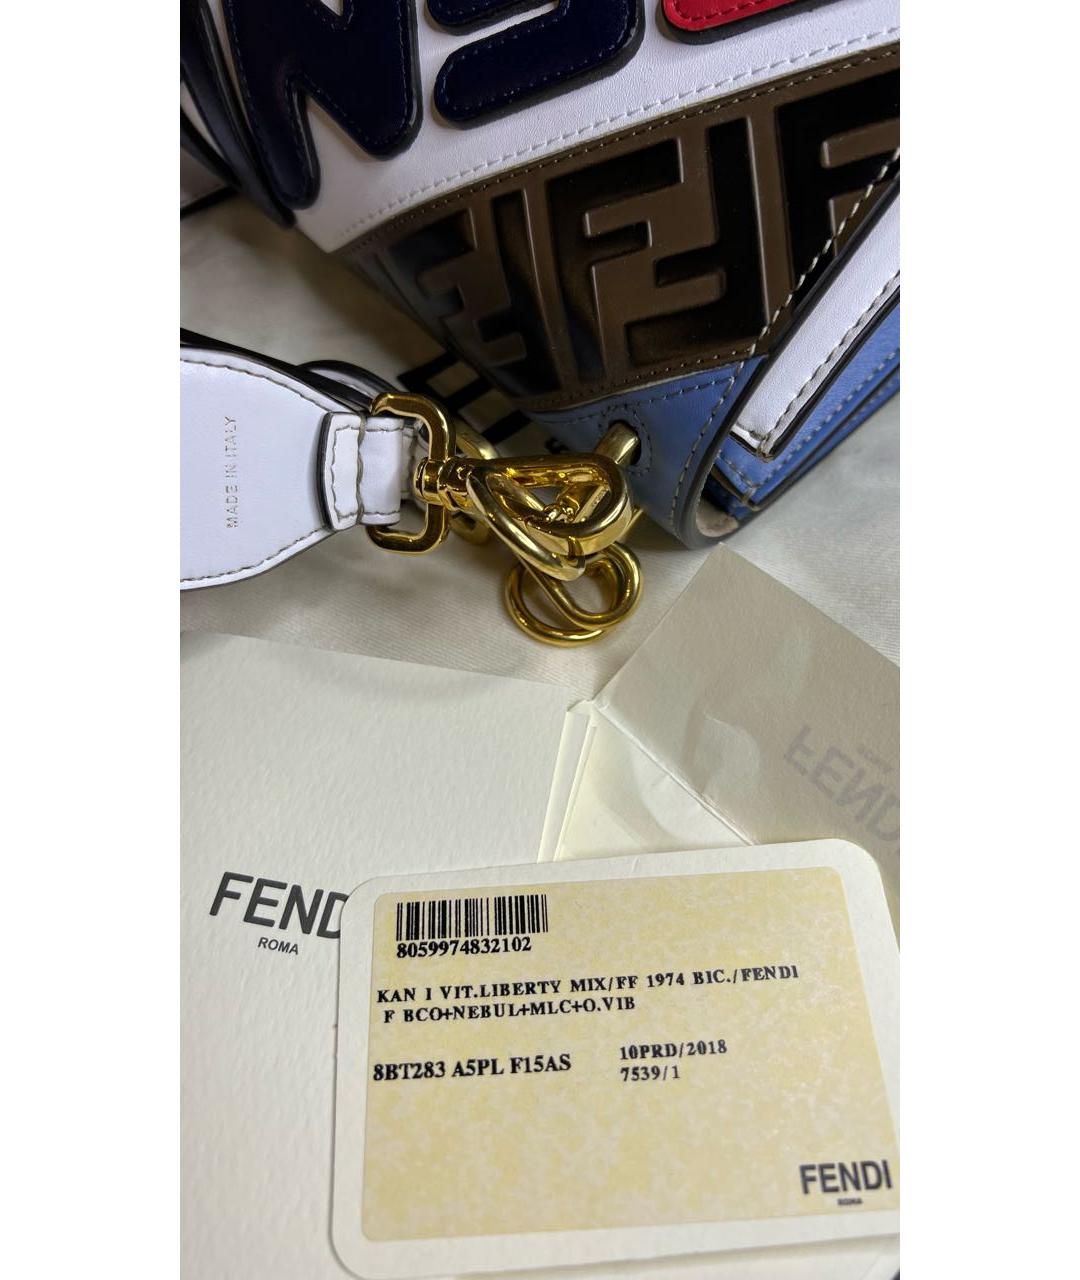 MADE IN ITALY
FENDI
FEND
ROMA
8059974832102
KAN I VIT.LIBERTY MIX/FF 1974 BIC./FENDI
F BCO+NEBUL+MLC+O.VIB
8BT283 A5PL F15AS
10PRD/2018
7539/1
FENDI
ROMA